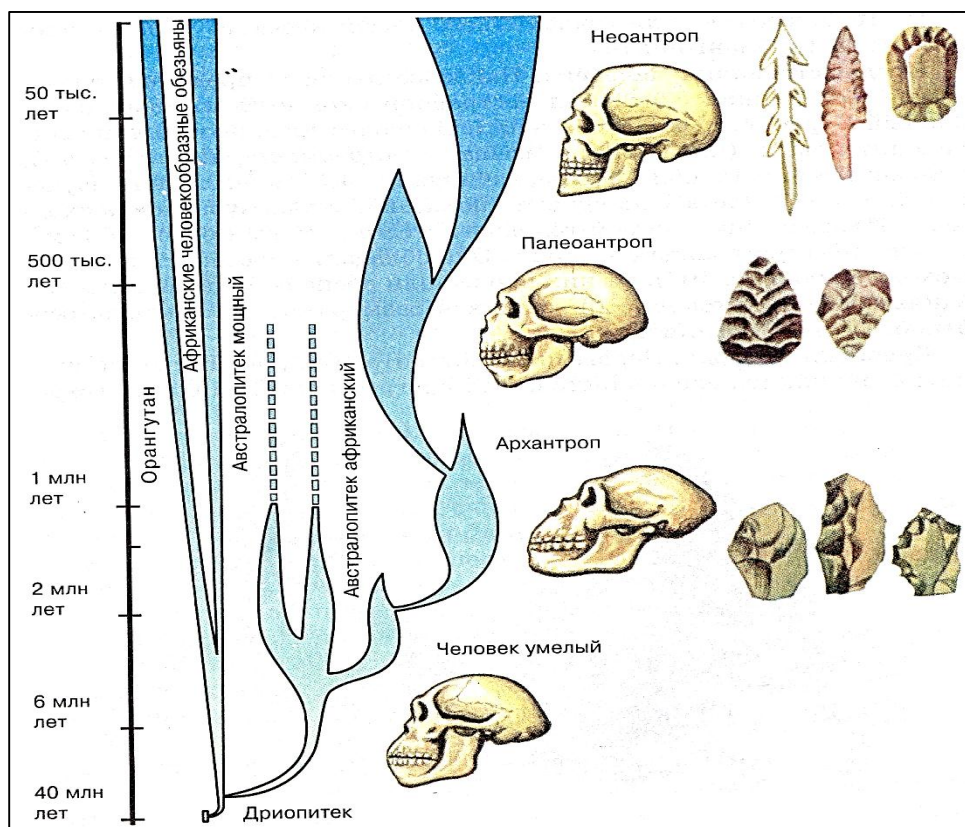 Неоантроп
50 тыс.
лет
Палеоантроп
500 тыс.
лет
Африканские человекообразные обезьяны
Орангутан
Австралопитек мощный
Австралопитек африканский
Архантроп
1 млн
лет
2 млн
лет
Человек умелый
6 млн
лет
40 млн
лет
Дриопитек